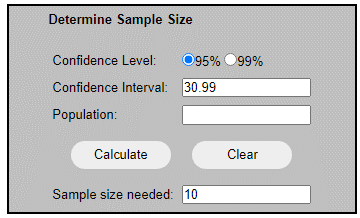 Determine Sample Size
Confidence Level: 95% 99%
Confidence Interval: 30.99
Population:
Calculate Clear
Sample size needed: 10